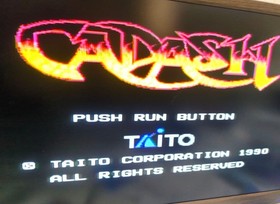 CADASH
PUSH RUN BUTTON
TAITO
© TAITO CORPORATION 1990
ALL RIGHTS RESERVED